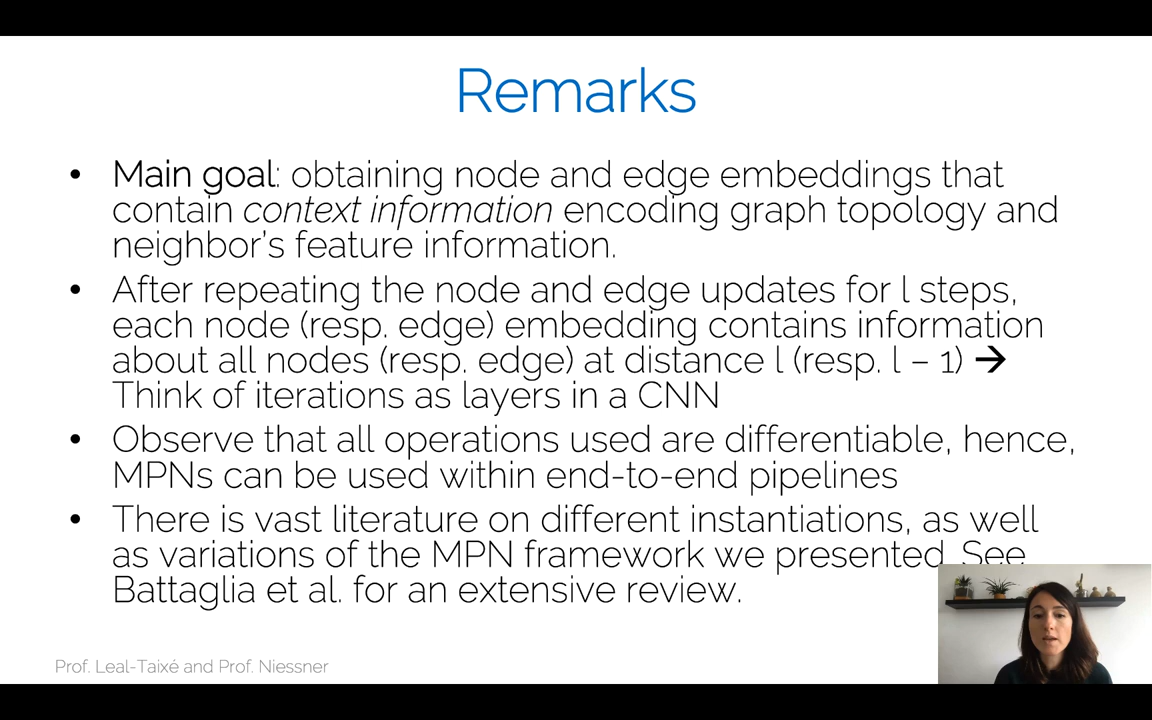 Remarks
• Main goal: obtaining node and edge embeddings that
contain context information encoding graph topology and
neighbor's feature information.
• After repeating the node and edge updates for l steps,
each node (resp. edge) embedding contains information
about all nodes (resp. edge) at distance l (resp. l – 1) →
Think of iterations as layers in a CNN
• Observe that all operations used are differentiable, hence,
MPNs can be used within end-to-end pipelines
• There is vast literature on different instantiations, as well
as variations of the MPN framework we presented. See
Battaglia et al. for an extensive review.
Prof. Leal-Taixé and Prof. Niessner